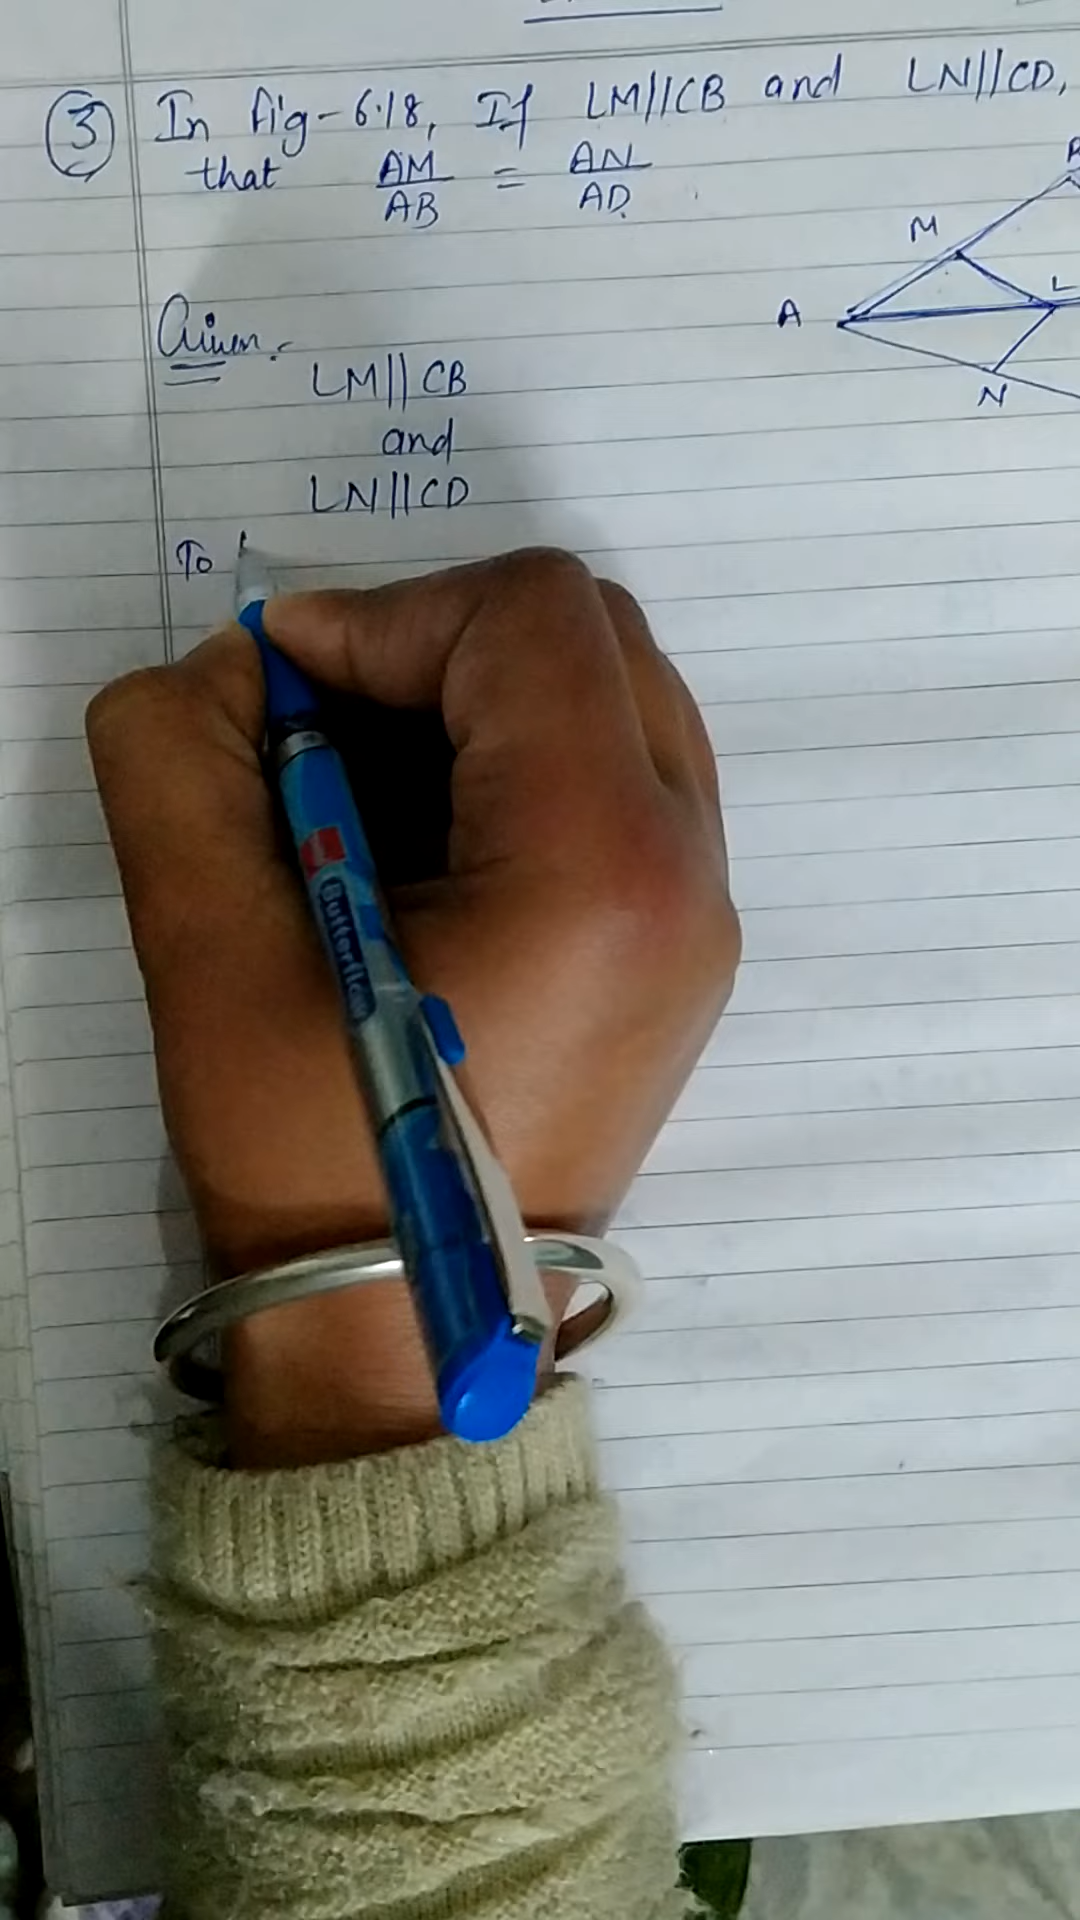 ③ In fig-6.18, If LM||CB and LN||CD,
that AM/AB = AN/AD.
M
L
A
N
Given:-
LM||CB
and
LN||CD
To
Butterflow